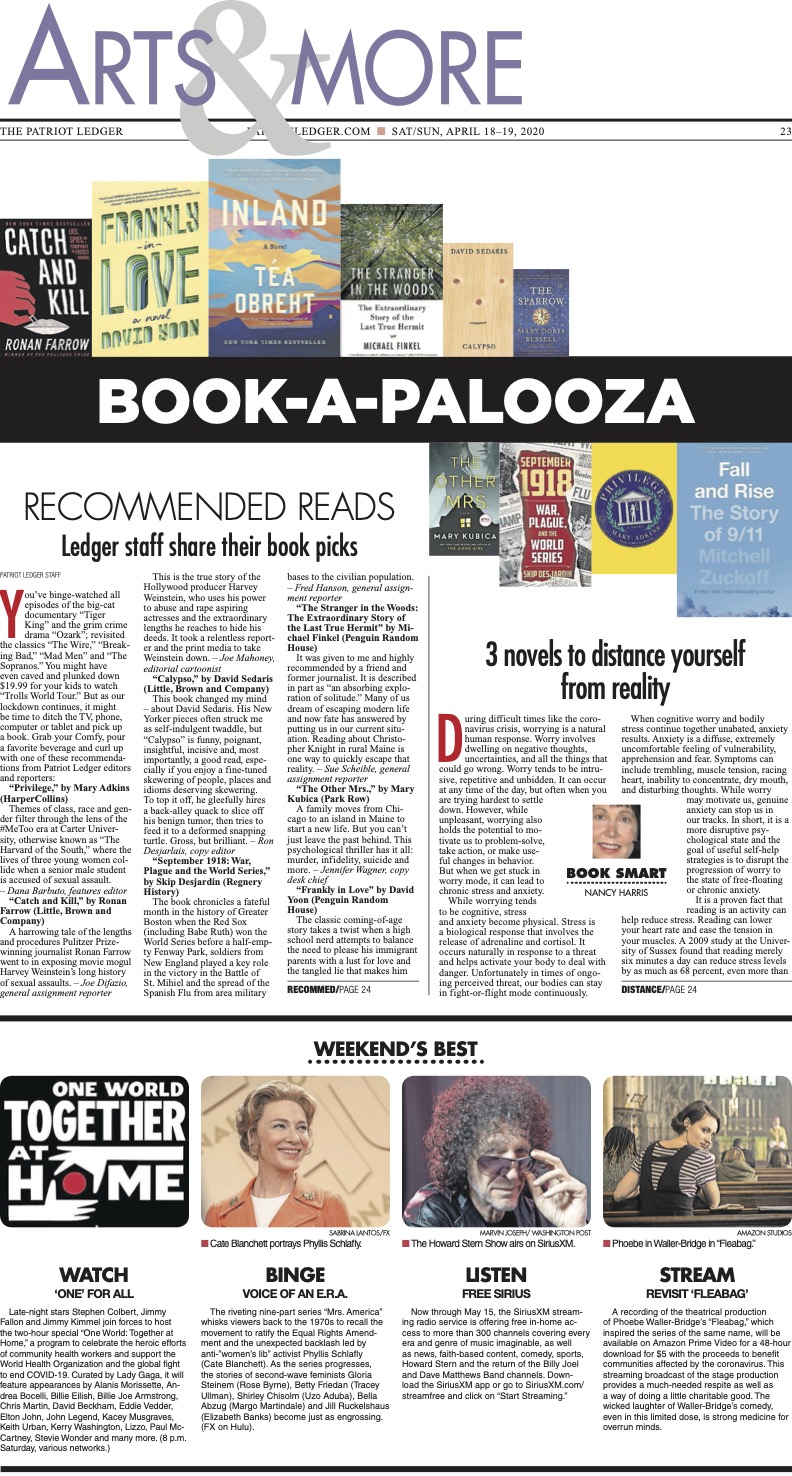 ARTS & MORE
THE PATRIOT LEDGER
LEDGER.COM ■ SAT/SUN, APRIL 18–19, 2020
23
NEW YORK TIMES BESTSELLER
CATCH
AND
KILL
LIES,
SPIES,
RONAN FARROW
WINNER OF THE PULITZER PRIZE
FRANKLY
in
LOVE
a novel
DAVID YOON
INLAND
A Novel
TÉA
OBREHT
NEW YORK TIMES BESTSELLER
THE STRANGER
IN THE WOODS
The Extraordinary
Story of the
Last True Hermit
MICHAEL FINKEL
DAVID SEDARIS
CALYPSO
THE
SPARROW
MARY DORIA
RUSSELL
BOOK-A-PALOOZA
THE
OTHER
MRS.
MARY KUBICA
THE GOOD GIRL
SEPTEMBER
1918
WAR,
PLAGUE,
AND THE
WORLD
SERIES
SKIP DESJARDIN
FLU
PRIVILEGE
MARY ADKINS
Fall
and Rise
The Story
of 9/11
Mitchell
Zuckoff
RECOMMENDED READS
Ledger staff share their book picks
PATRIOT LEDGER STAFF
You’ve binge-watched all
episodes of the big-cat
documentary “Tiger
King” and the grim crime
drama “Ozark”; revisited
the classics “The Wire,” “Break-
ing Bad,” “Mad Men” and “The
Sopranos.” You might have
even caved and plunked down
$19.99 for your kids to watch
“Trolls World Tour.” But as our
lockdown continues, it might
be time to ditch the TV, phone,
computer or tablet and pick up
a book. Grab your Comfy, pour
a favorite beverage and curl up
with one of these recommenda-
tions from Patriot Ledger editors
and reporters:
“Privilege,” by Mary Adkins
(HarperCollins)
Themes of class, race and gen-
der filter through the lens of the
#MeToo era at Carter Univer-
sity, otherwise known as “The
Harvard of the South,” where the
lives of three young women col-
lide when a senior male student
is accused of sexual assault.
– Dana Barbuto, features editor
“Catch and Kill,” by Ronan
Farrow (Little, Brown and
Company)
A harrowing tale of the lengths
and procedures Pulitzer Prize-
winning journalist Ronan Farrow
went to in exposing movie mogul
Harvey Weinstein’s long history
of sexual assaults. – Joe Difazio,
general assignment reporter
This is the true story of the
Hollywood producer Harvey
Weinstein, who uses his power
to abuse and rape aspiring
actresses and the extraordinary
lengths he reaches to hide his
deeds. It took a relentless report-
er and the print media to take
Weinstein down. – Joe Mahoney,
editorial cartoonist
“Calypso,” by David Sedaris
(Little, Brown and Company)
This book changed my mind
– about David Sedaris. His New
Yorker pieces often struck me
as self-indulgent twaddle, but
“Calypso” is funny, poignant,
insightful, incisive and, most
importantly, a good read, espe-
cially if you enjoy a fine-tuned
skewering of people, places and
idioms deserving skewering.
To top it off, he gleefully hires
a back-alley quack to slice off
his benign tumor, then tries to
feed it to a deformed snapping
turtle. Gross, but brilliant. – Ron
Desjarlais, copy editor
“September 1918: War,
Plague and the World Series,”
by Skip Desjardin (Regnery
History)
The book chronicles a fateful
month in the history of Greater
Boston when the Red Sox
(including Babe Ruth) won the
World Series before a half-emp-
ty Fenway Park, soldiers from
New England played a key role
in the victory in the Battle of
St. Mihiel and the spread of the
Spanish Flu from area military
bases to the civilian population.
– Fred Hanson, general assign-
ment reporter
“The Stranger in the Woods:
The Extraordinary Story of
the Last True Hermit” by Mi-
chael Finkel (Penguin Random
House)
It was given to me and highly
recommended by a friend and
former journalist. It is described
in part as “an absorbing explo-
ration of solitude.” Many of us
dream of escaping modern life
and now fate has answered by
putting us in our current situ-
ation. Reading about Christo-
pher Knight in rural Maine is
one way to quickly escape that
reality. – Sue Scheible, general
assignment reporter
“The Other Mrs.,” by Mary
Kubica (Park Row)
A family moves from Chi-
cago to an island in Maine to
start a new life. But you can’t
just leave the past behind. This
psychological thriller has it all:
murder, infidelity, suicide and
more. – Jennifer Wagner, copy
desk chief
“Frankly in Love” by David
Yoon (Penguin Random
House)
The classic coming-of-age
story takes a twist when a high
school nerd attempts to balance
the need to please his immigrant
parents with a lust for love and
the tangled lie that makes him
RECOMMED/PAGE 24
3 novels to distance yourself
from reality
During difficult times like the coro-
navirus crisis, worrying is a natural
human response. Worry involves
dwelling on negative thoughts,
uncertainties, and all the things that
could go wrong. Worry tends to be intru-
sive, repetitive and unbidden. It can occur
at any time of the day, but often when you
are trying hardest to settle
down. However, while
unpleasant, worrying also
holds the potential to mo-
tivate us to problem-solve,
take action, or make use-
ful changes in behavior.
But when we get stuck in
worry mode, it can lead to
chronic stress and anxiety.
While worrying tends
to be cognitive, stress
and anxiety become physical. Stress is
a biological response that involves the
release of adrenaline and cortisol. It
occurs naturally in response to a threat
and helps activate your body to deal with
danger. Unfortunately in times of ongo-
ing perceived threat, our bodies can stay
in fight-or-flight mode continuously.
BOOK SMART
NANCY HARRIS
When cognitive worry and bodily
stress continue together unabated, anxiety
results. Anxiety is a diffuse, extremely
uncomfortable feeling of vulnerability,
apprehension and fear. Symptoms can
include trembling, muscle tension, racing
heart, inability to concentrate, dry mouth,
and disturbing thoughts. While worry
may motivate us, genuine
anxiety can stop us in
our tracks. In short, it is a
more disruptive psy-
chological state and the
goal of useful self-help
strategies is to disrupt the
progression of worry to
the state of free-floating
or chronic anxiety.
It is a proven fact that
reading is an activity can
help reduce stress. Reading can lower
your heart rate and ease the tension in
your muscles. A 2009 study at the Univer-
sity of Sussex found that reading merely
six minutes a day can reduce stress levels
by as much as 68 percent, even more than
DISTANCE/PAGE 24
WEEKEND’S BEST
ONE WORLD
TOGETHER
AT
HOME
SABRINA LANTOS/FX
■ Cate Blanchett portrays Phyllis Schlafly.
MARVIN JOSEPH/ WASHINGTON POST
■ The Howard Stern Show airs on SiriusXM.
AMAZON STUDIOS
■ Phoebe in Waller-Bridge in “Fleabag.”
WATCH
‘ONE’ FOR ALL
Late-night stars Stephen Colbert, Jimmy
Fallon and Jimmy Kimmel join forces to host
the two-hour special “One World: Together at
Home,” a program to celebrate the heroic efforts
of community health workers and support the
World Health Organization and the global fight
to end COVID-19. Curated by Lady Gaga, it will
feature appearances by Alanis Morissette, An-
drea Bocelli, Billie Eilish, Billie Joe Armstrong,
Chris Martin, David Beckham, Eddie Vedder,
Elton John, John Legend, Kacey Musgraves,
Keith Urban, Kerry Washington, Lizzo, Paul Mc-
Cartney, Stevie Wonder and many more. (8 p.m.
Saturday, various networks.)
BINGE
VOICE OF AN E.R.A.
The riveting nine-part series “Mrs. America”
whisks viewers back to the 1970s to recall the
movement to ratify the Equal Rights Amend-
ment and the unexpected backlash led by
anti-“women’s lib” activist Phyllis Schlafly
(Cate Blanchett). As the series progresses,
the stories of second-wave feminists Gloria
Steinem (Rose Byrne), Betty Friedan (Tracey
Ullman), Shirley Chisolm (Uzo Aduba), Bella
Abzug (Margo Martindale) and Jill Ruckelshaus
(Elizabeth Banks) become just as engrossing.
(FX on Hulu).
LISTEN
FREE SIRIUS
Now through May 15, the SiriusXM stream-
ing radio service is offering free in-home ac-
cess to more than 300 channels covering every
era and genre of music imaginable, as well
as news, faith-based content, comedy, sports,
Howard Stern and the return of the Billy Joel
and Dave Matthews Band channels. Down-
load the SiriusXM app or go to SiriusXM.com/
streamfree and click on “Start Streaming.”
STREAM
REVISIT ‘FLEABAG’
A recording of the theatrical production
of Phoebe Waller-Bridge’s “Fleabag,” which
inspired the series of the same name, will be
available on Amazon Prime Video for a 48-hour
download for $5 with the proceeds to benefit
communities affected by the coronavirus. This
streaming broadcast of the stage production
provides a much-needed respite as well as
a way of doing a little charitable good. The
wicked laughter of Waller-Bridge’s comedy,
even in this limited dose, is strong medicine for
overrun minds.